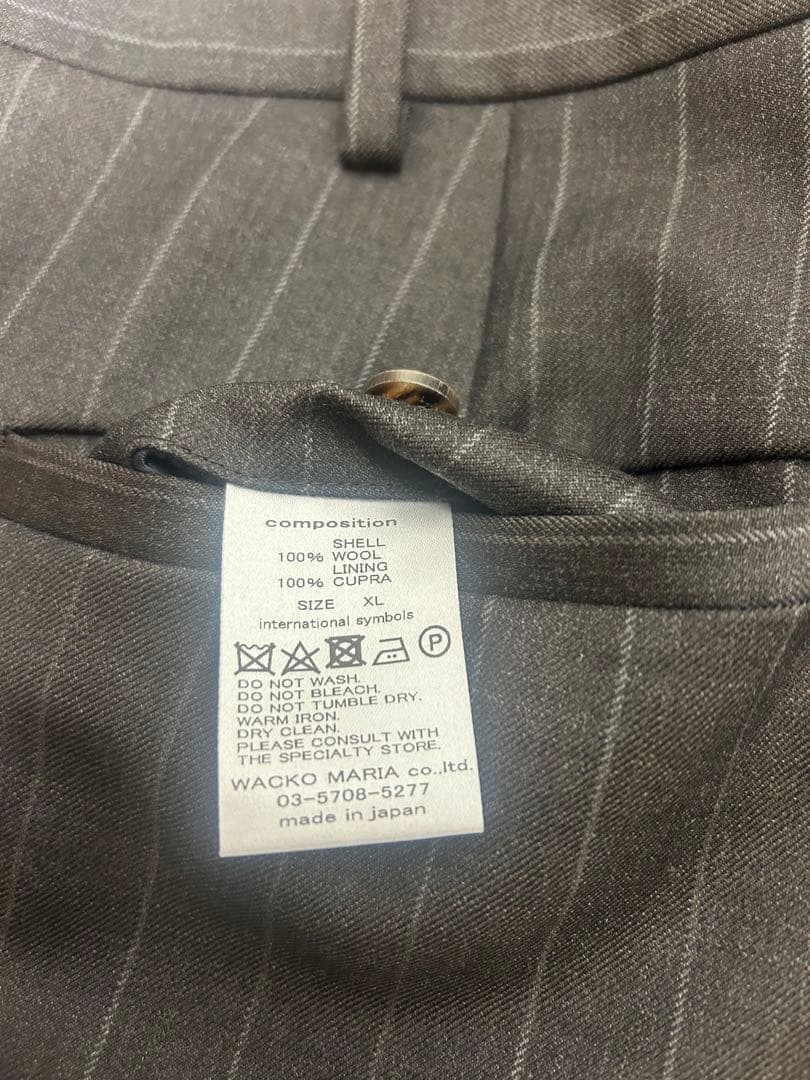 composition
SHELL
100% WOOL
LINING
100% CUPRA
SIZE XL
international symbols
P
DO NOT WASH.
DO NOT BLEACH.
DO NOT TUMBLE DRY.
WARM IRON.
DRY CLEAN.
PLEASE CONSULT WITH
THE SPECIALTY STORE.
WACKO MARIA co.,ltd.
03-5708-5277
made in japan